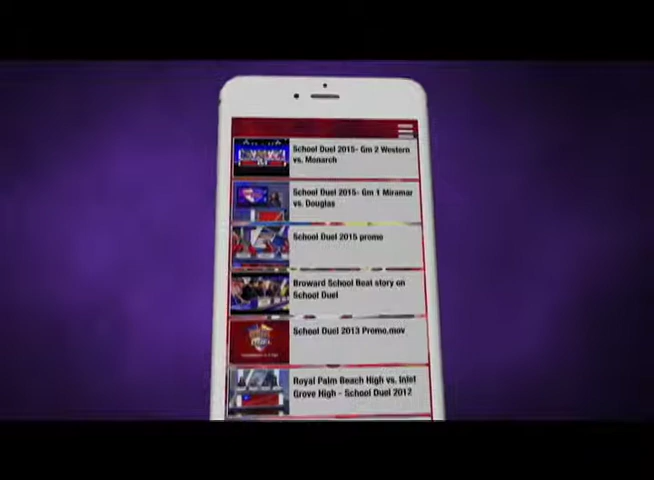 School Duel 2015- Gm 2 Western
vs. Monarch
School Duel 2015- Gm 1 Miramar
vs. Douglas
School Duel 2015 promo
Broward School Beat story on
School Duel
School Duel 2013 Promo.mov
Royal Palm Beach High vs. Inlet
Grove High - School Duel 2012